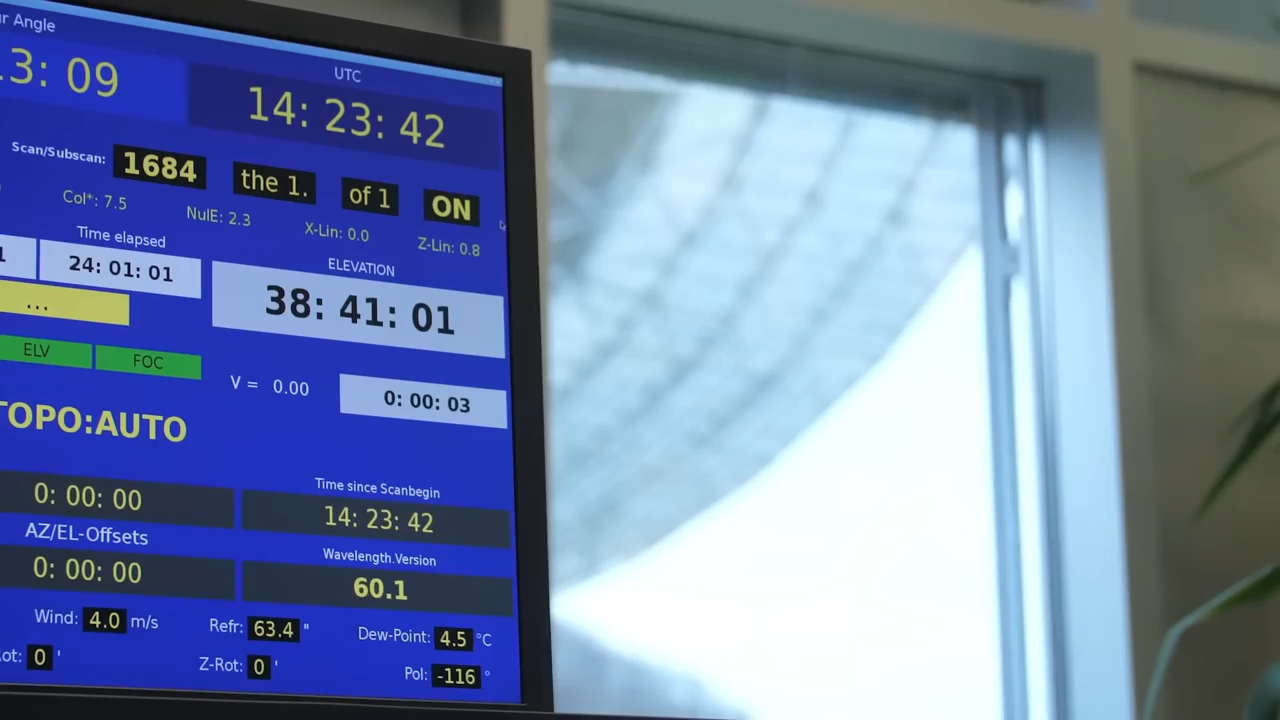 r Angle
3: 09
UTC
14: 23: 42
Scan/Subscan: 1684 the 1. of 1 ON
Col*: 7.5 NulE: 2.3 X-Lin: 0.0 Z-Lin: 0.8
Time elapsed
24: 01: 01
ELEVATION
38: 41: 01
...
ELV FOC
V = 0.00 0: 00: 03
TOPO:AUTO
0: 00: 00
Time since Scanbegin
14: 23: 42
AZ/EL-Offsets
0: 00: 00
Wavelength.Version
60.1
Wind: 4.0 m/s Refr: 63.4 " Dew-Point: 4.5 °C
ot: 0 ' Z-Rot: 0 ' Pol: -116 °